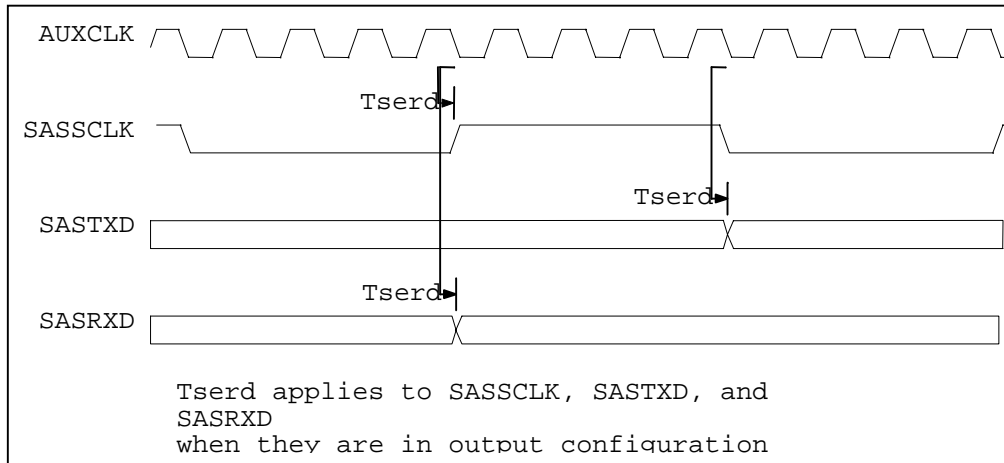 AUXCLK
Tserd
SASSCLK
Tserd
SASTXD
Tserd
SASRXD
Tserd applies to SASSCLK, SASTXD, and
SASRXD
when they are in output configuration